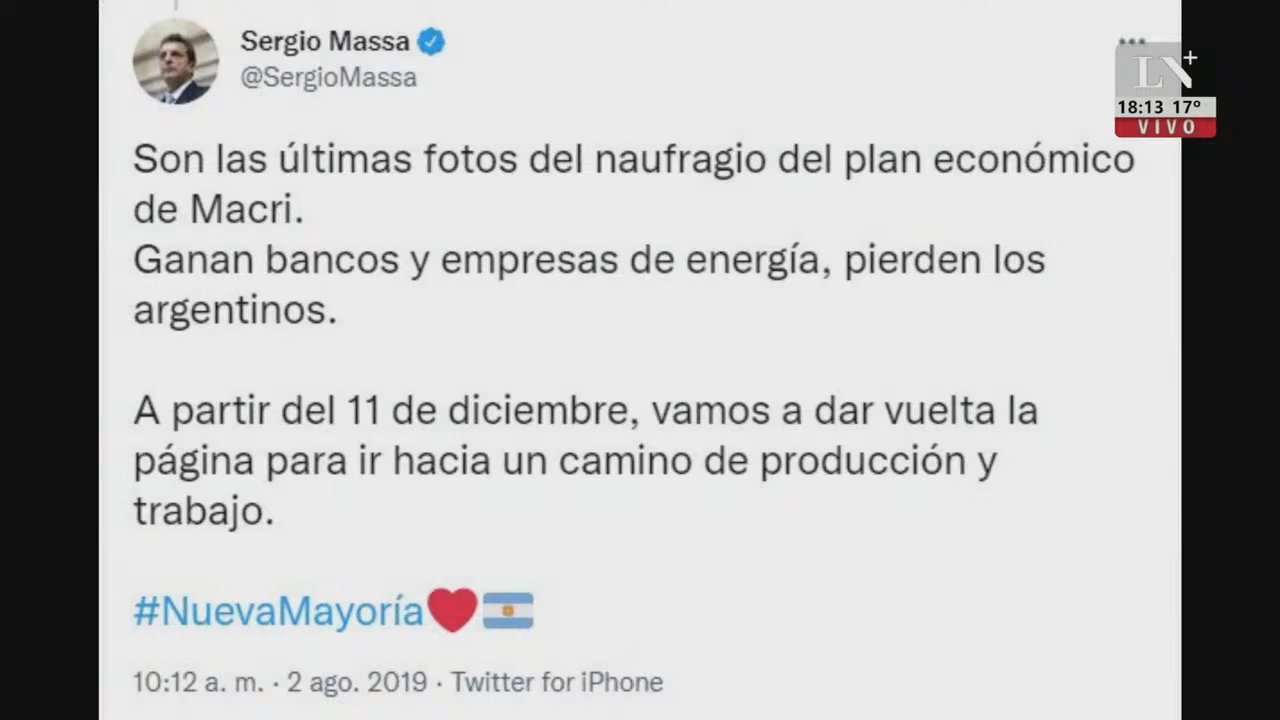 Sergio Massa
@SergioMassa
LN+
18:13 17º
VIVO
Son las últimas fotos del naufragio del plan económico
de Macri.
Ganan bancos y empresas de energía, pierden los
argentinos.
A partir del 11 de diciembre, vamos a dar vuelta la
página para ir hacia un camino de producción y
trabajo.
#NuevaMayoría❤️🇦🇷
10:12 a. m. · 2 ago. 2019 · Twitter for iPhone